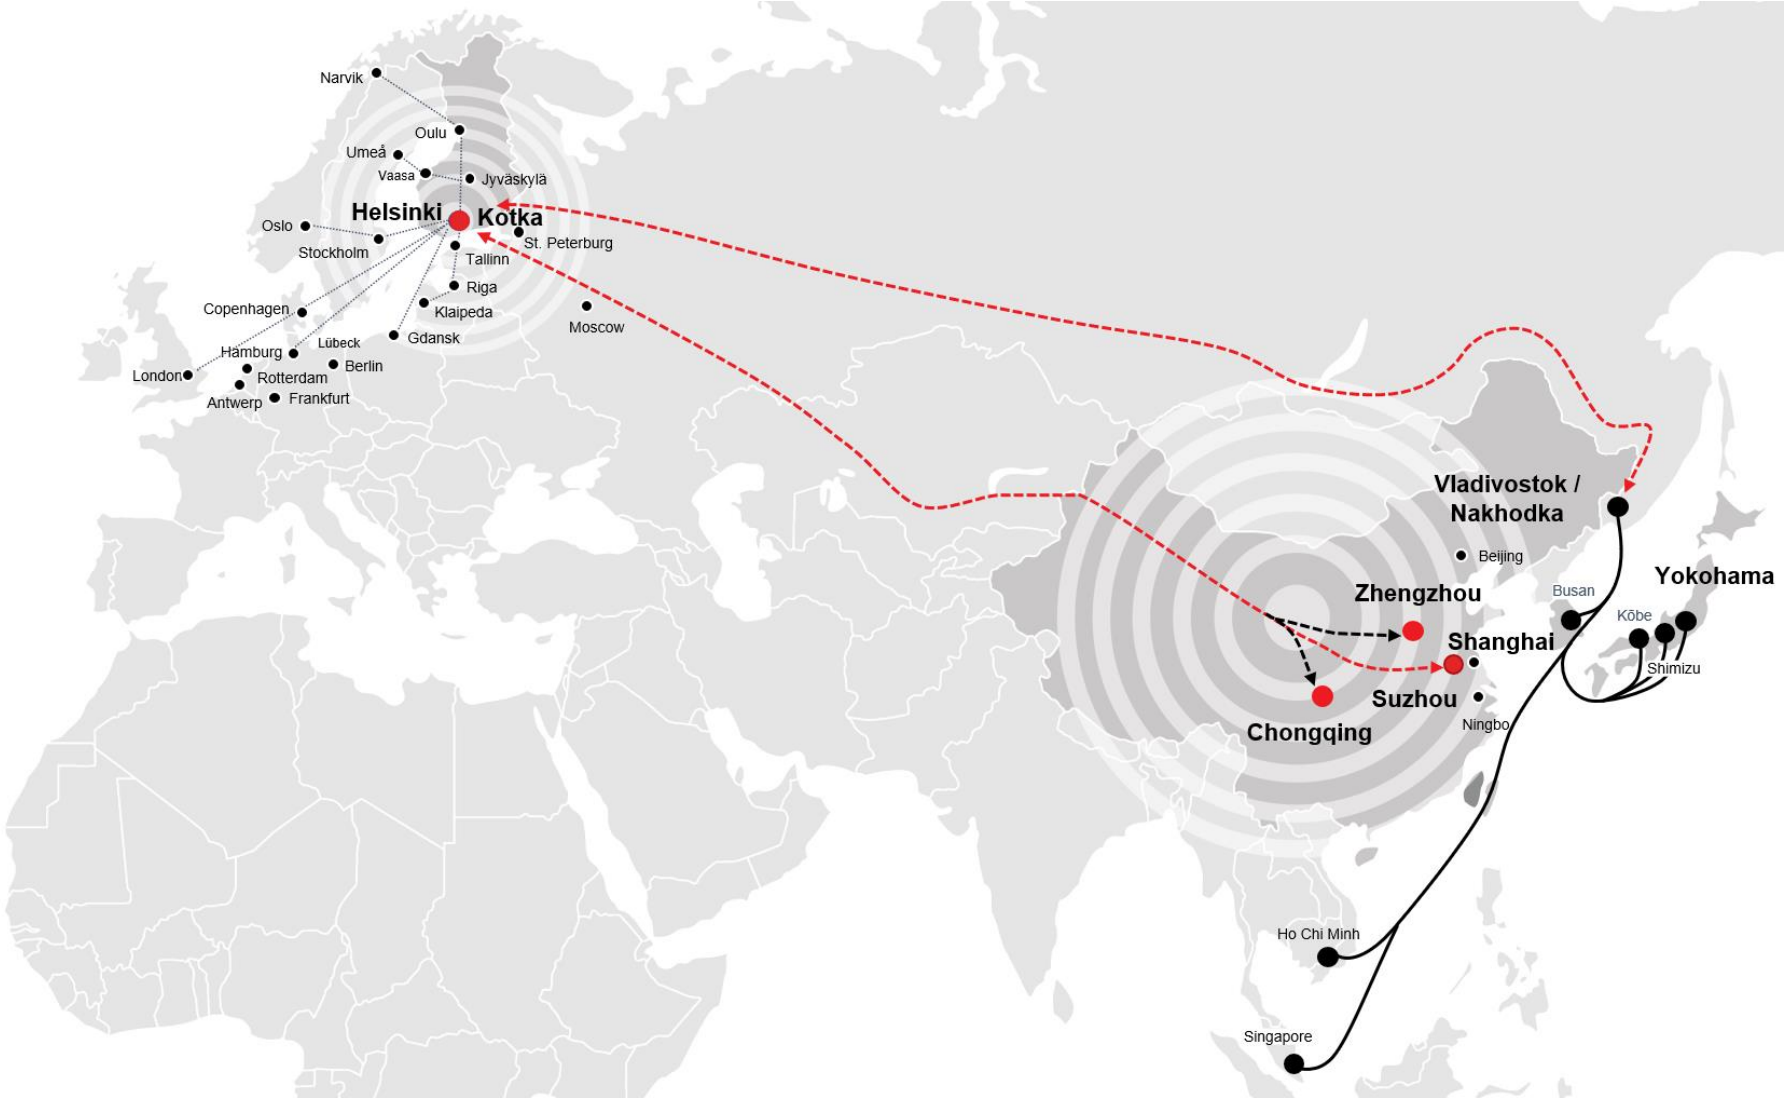 Narvik
Oulu
Umeå
Vaasa
Jyväskylä
Helsinki
Kotka
Oslo
Stockholm
St. Peterburg
Tallinn
Riga
Klaipeda
Copenhagen
Moscow
Gdansk
Lübeck
Hamburg
Berlin
London
Rotterdam
Antwerp
Frankfurt
Vladivostok /
Nakhodka
Beijing
Yokohama
Zhengzhou
Busan
Kōbe
Shanghai
Shimizu
Suzhou
Ningbo
Chongqing
Ho Chi Minh
Singapore